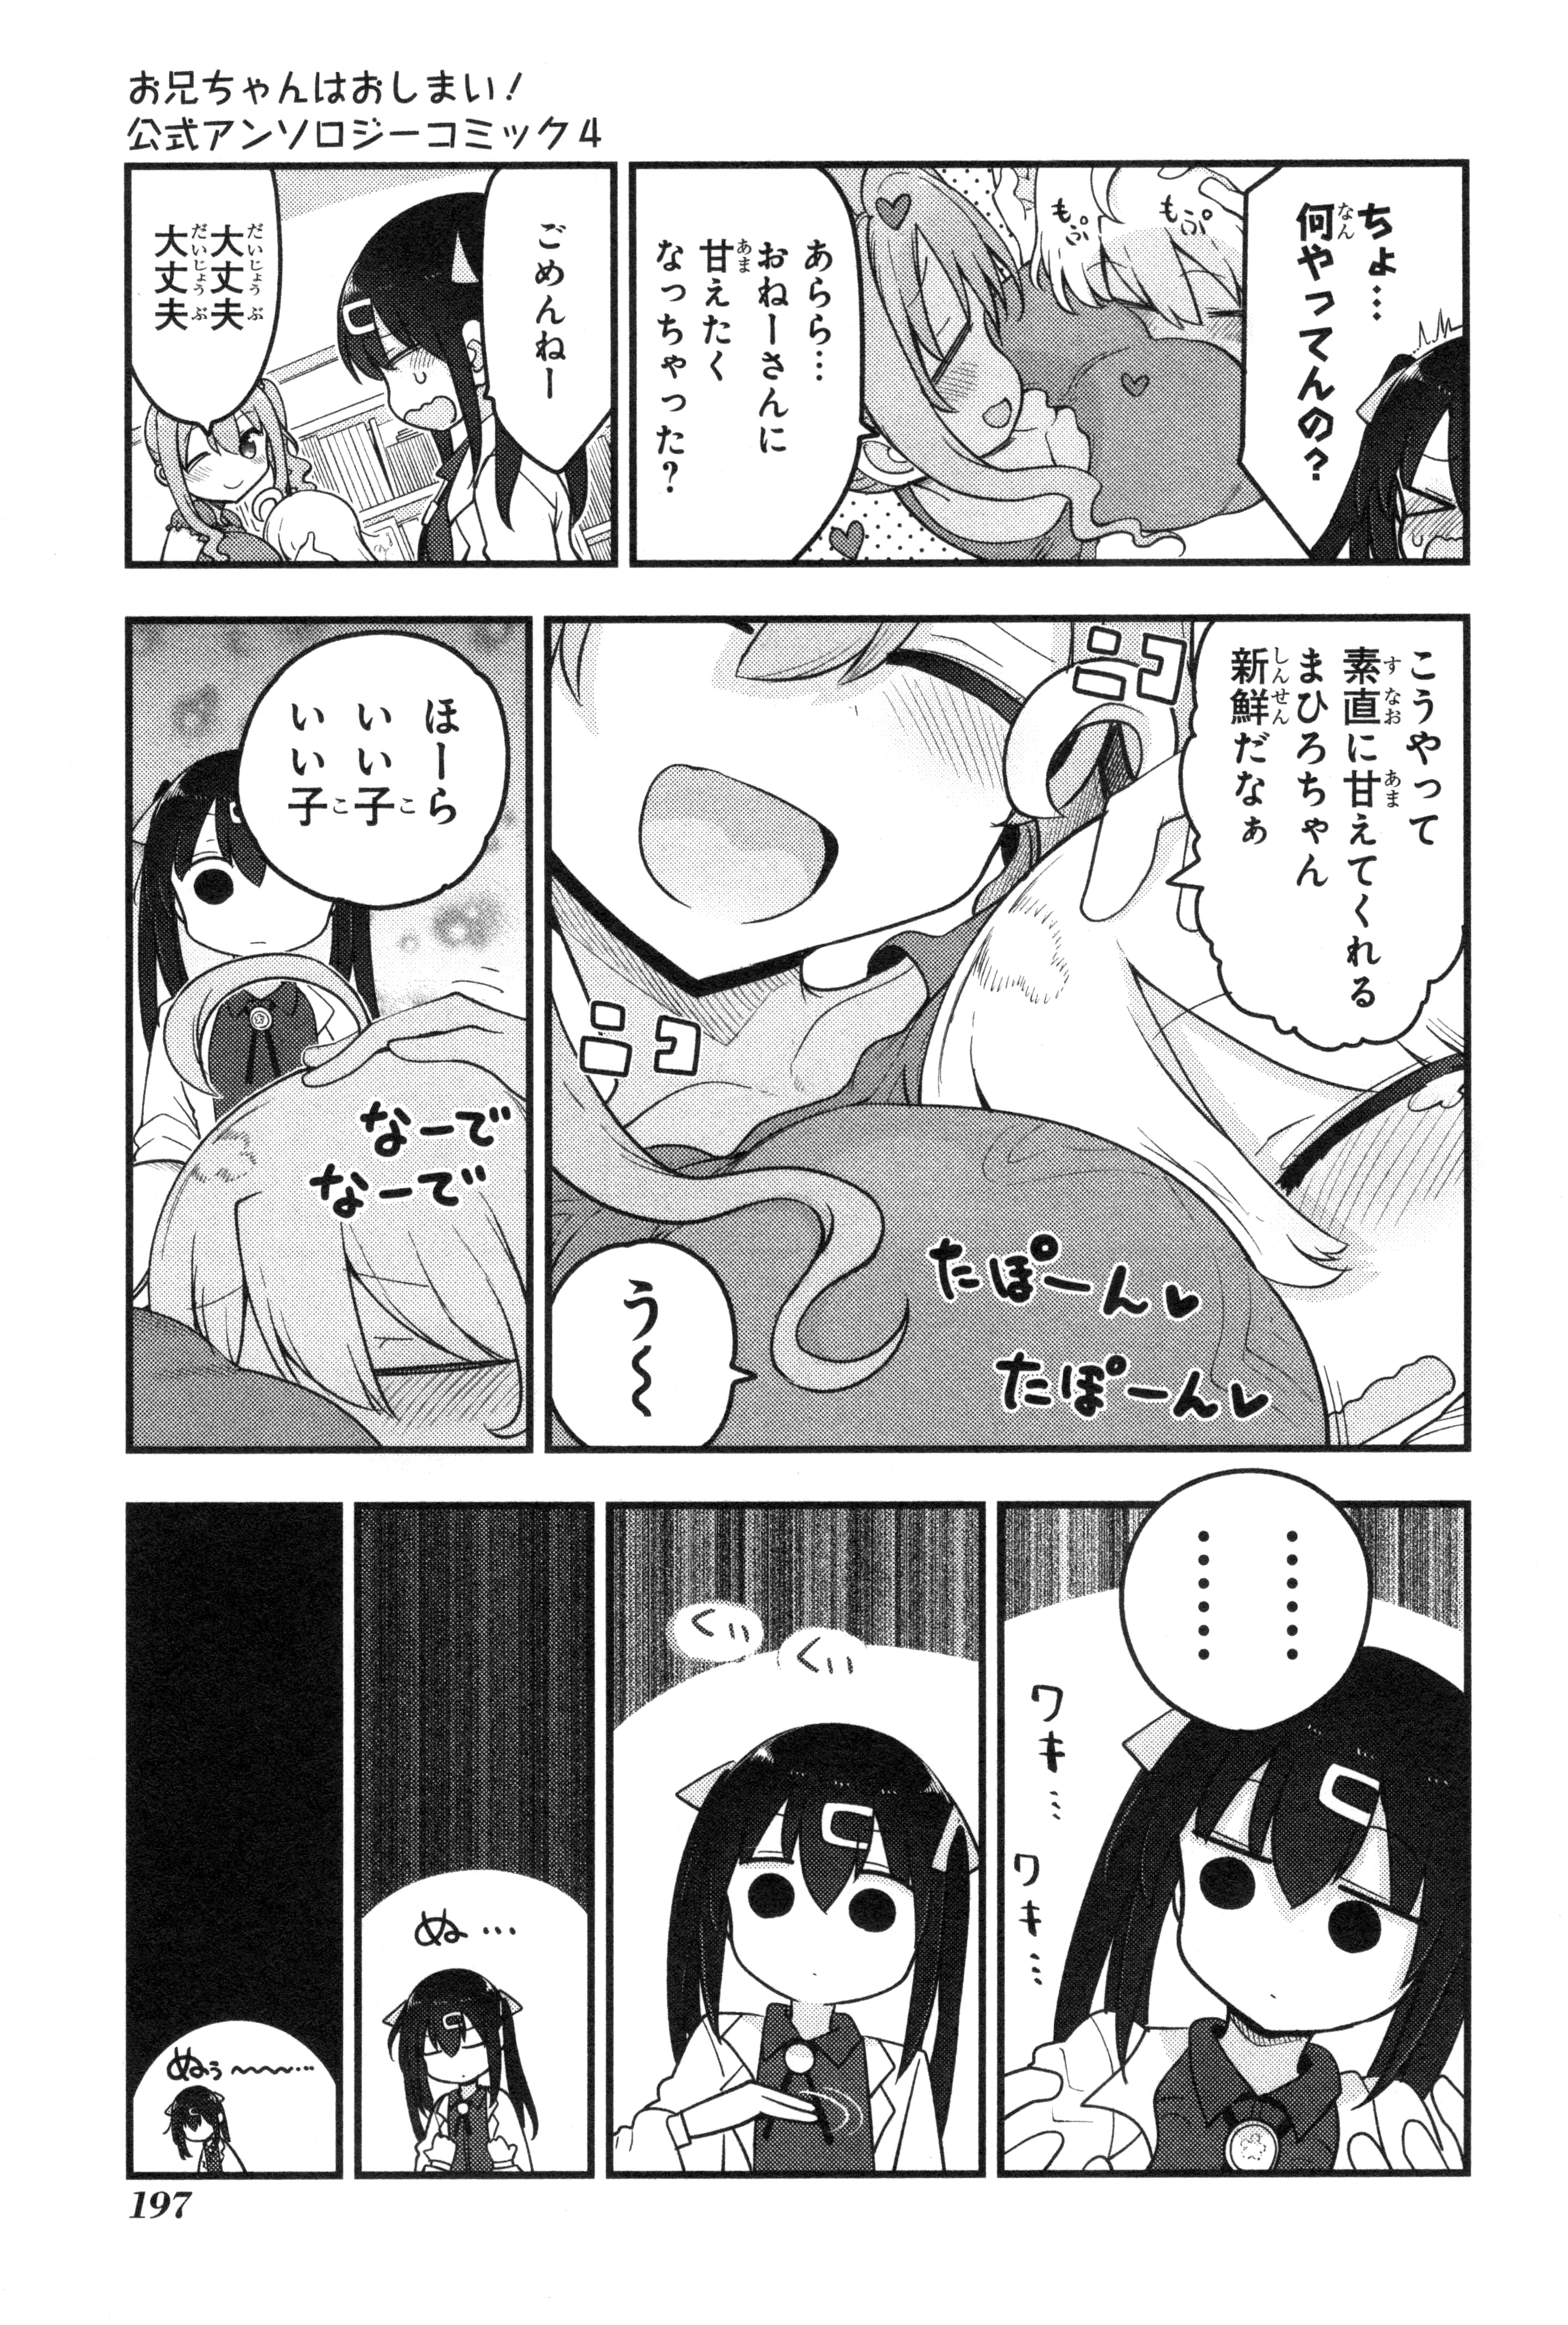 お兄ちゃんはおしまい!
公式アンソロジーコミック4
ちょ…
何やってんの?
もぷ
もぷ
あらら…
おねーさんに
甘えたく
なっちゃった?
ごめんねー
大丈夫
大丈夫
こうやって
素直に甘えてくれる
まひろちゃん
新鮮だなぁ
ニコ
ニコ
たぽーん♥
たぽーん♥
う〜
ほーら
いい子
いい子
なーで
なーで
……
……
ワキ…
ワキ…
くい
くい
ぬ…
ぬぅ〜〜…
197